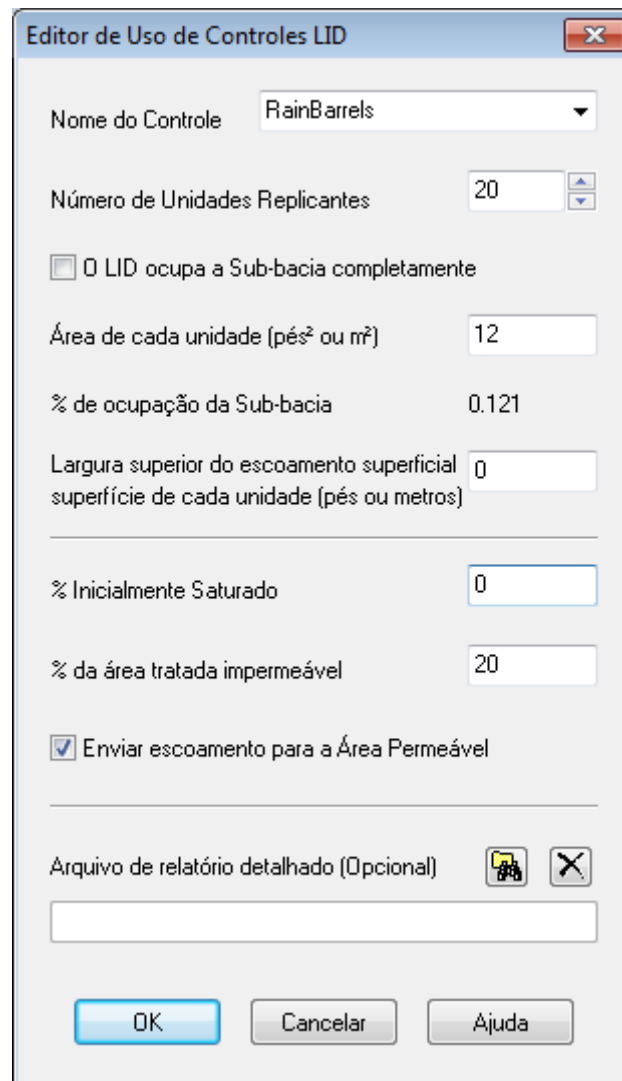 Editor de Uso de Controles LID
Nome do Controle RainBarrels
Número de Unidades Replicantes 20
O LID ocupa a Sub-bacia completamente
Área de cada unidade (pés² ou m²) 12
% de ocupação da Sub-bacia 0.121
Largura superior do escoamento superficial 0
superfície de cada unidade (pés ou metros)
% Inicialmente Saturado 0
% da área tratada impermeável 20
Enviar escoamento para a Área Permeável
Arquivo de relatório detalhado (Opcional)
OK Cancelar Ajuda